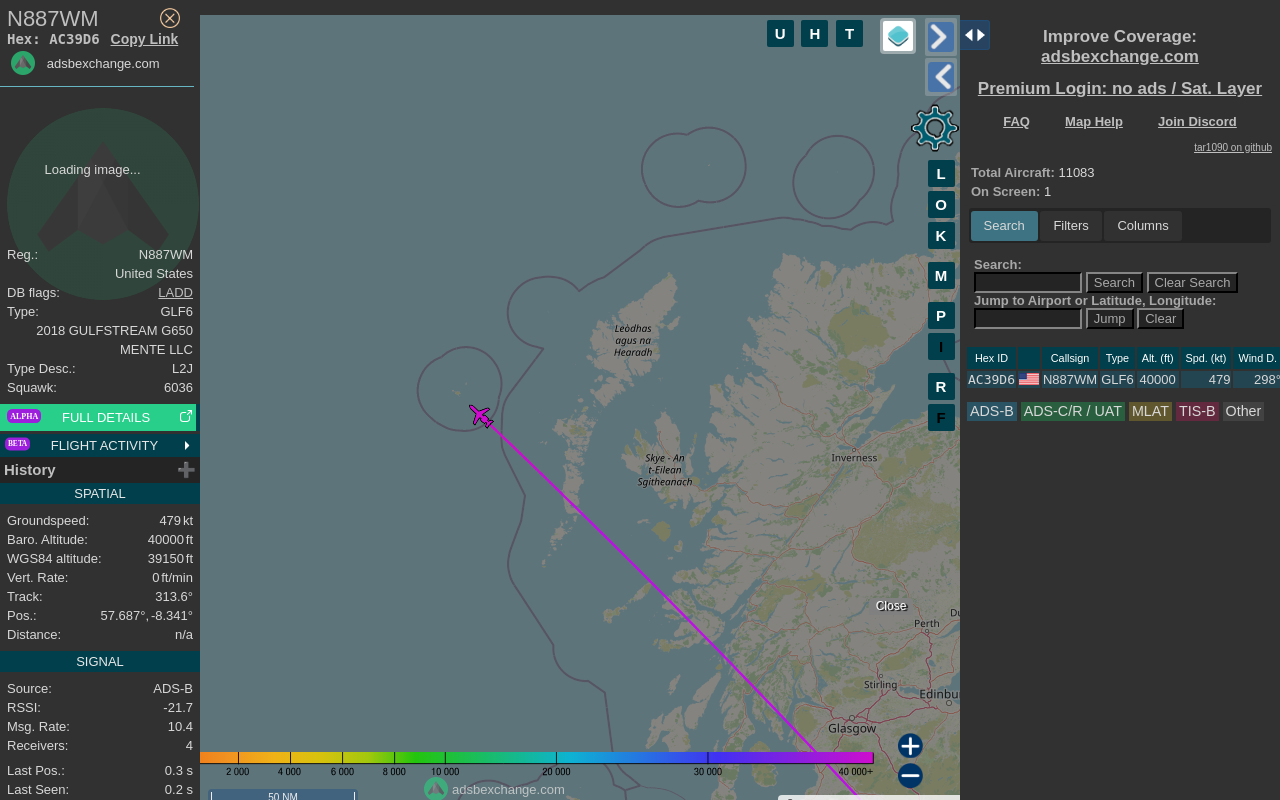 N887WM
Hex: AC39D6 Copy Link
adsbexchange.com
Loading image...
Reg.: N887WM
United States
DB flags: LADD
Type: GLF6
2018 GULFSTREAM G650
MENTE LLC
Type Desc.: L2J
Squawk: 6036
ALPHA FULL DETAILS
BETA FLIGHT ACTIVITY
History
SPATIAL
Groundspeed: 479 kt
Baro. Altitude: 40000 ft
WGS84 altitude: 39150 ft
Vert. Rate: 0 ft/min
Track: 313.6°
Pos.: 57.687°, -8.341°
Distance: n/a
SIGNAL
Source: ADS-B
RSSI: -21.7
Msg. Rate: 10.4
Receivers: 4
Last Pos.: 0.3 s
Last Seen: 0.2 s
U H T
L
O
K
M
P
I
R
F
Leòdhas
agus na
Hearadh
Skye - An
t-Eilean
Sgitheanach
Inverness
Close
Perth
Du
Stirling
Edinbu
Glasgow
2 000 4 000 6 000 8 000 10 000 20 000 30 000 40 000+
adsbexchange.com
50 NM
Improve Coverage:
adsbexchange.com
Premium Login: no ads / Sat. Layer
FAQ Map Help Join Discord
tar1090 on github
Total Aircraft: 11083
On Screen: 1
Search Filters Columns
Search:
Search Clear Search
Jump to Airport or Latitude, Longitude:
Jump Clear
Hex ID Callsign Type Alt. (ft) Spd. (kt) Wind D.
AC39D6 N887WM GLF6 40000 479 298°
ADS-B ADS-C/R / UAT MLAT TIS-B Other